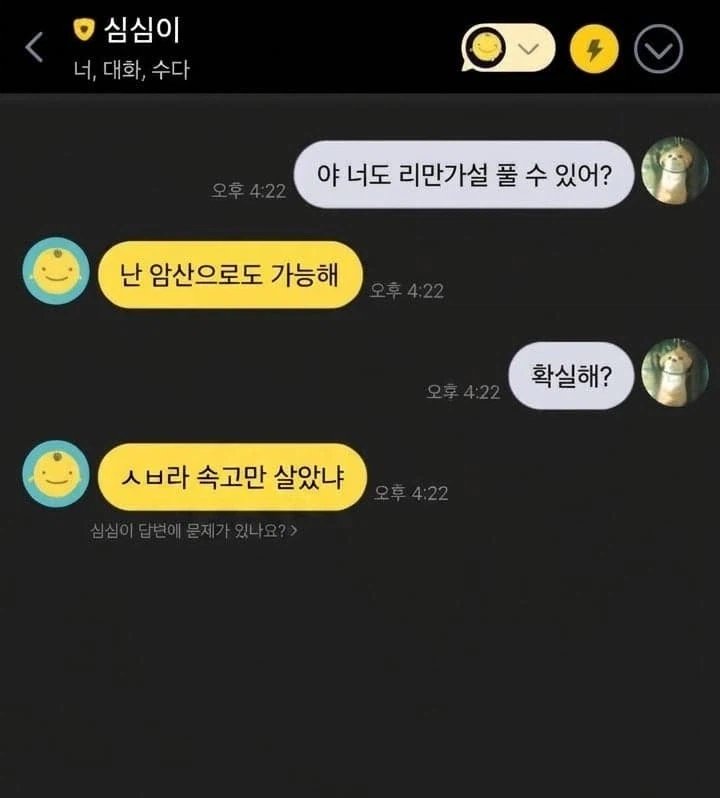 심심이
너, 대화, 수다
야 너도 리만가설 풀 수 있어?
오후 4:22
난 암산으로도 가능해
오후 4:22
확실해?
오후 4:22
ㅅㅂ라 속고만 살았냐
오후 4:22
심심이 답변에 문제가 있나요? >